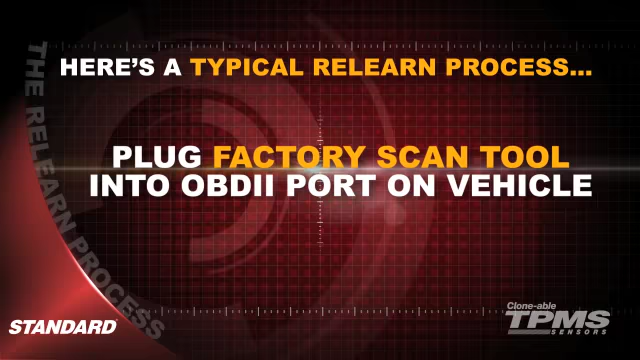 HERE'S A TYPICAL RELEARN PROCESS...
THE RELEARN PROCESS
PLUG FACTORY SCAN TOOL
INTO OBDII PORT ON VEHICLE
STANDARD
Clone-able
TPMS
SENSORS